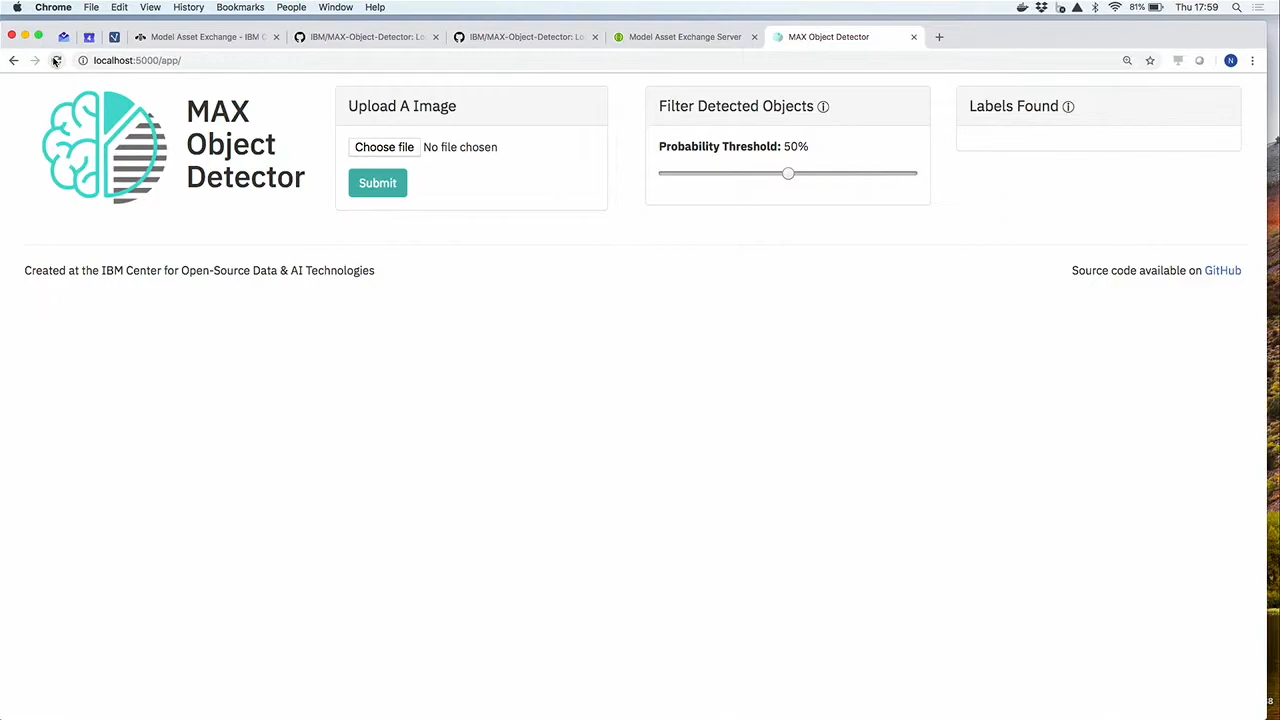 Chrome File Edit View History Bookmarks People Window Help 81% Thu 17:59
Model Asset Exchange - IBM C
IBM/MAX-Object-Detector: Lo
IBM/MAX-Object-Detector: Lo
Model Asset Exchange Server
MAX Object Detector
localhost:5000/app/
N
MAX
Object
Detector
Upload A Image
Choose file No file chosen
Submit
Filter Detected Objects
Probability Threshold: 50%
Labels Found
Created at the IBM Center for Open-Source Data & AI Technologies
Source code available on GitHub
8